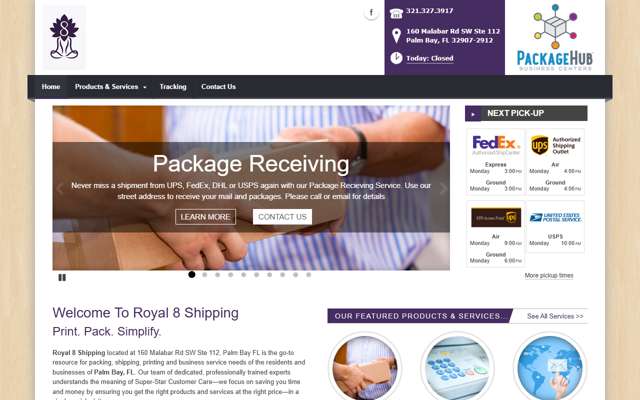 8
f
321.327.3917
160 Malabar Rd SW Ste 112
Palm Bay, FL 32907-2912
Today: Closed
PACKAGEHUB
BUSINESS CENTERS
Home
Products & Services
Tracking
Contact Us
Package Receiving
Never miss a shipment from UPS, FedEx, DHL or USPS again with our Package Recieving Service. Use our
street address to receive your mail and packages. Please call or email for details
LEARN MORE
CONTACT US
NEXT PICK-UP
FedEx
Authorized ShipCenter
Express
Monday 3:00 PM
Ground
Monday 3:00 PM
ups
Authorized
Shipping
Outlet
Air
Monday 4:00 PM
Ground
Monday 4:00 PM
UPS Access Point
Air
Monday
Ground
Monday
UNITED STATES
POSTAL SERVICE
USPS
Monday
More pickup times
Welcome To Royal 8 Shipping
Print. Pack. Simplify.
Royal 8 Shipping located at 160 Malabar Rd SW Ste 112, Palm Bay FL is the go-to
resource for packing, shipping, printing and business service needs of the residents and
businesses of Palm Bay, FL. Our team of dedicated, professionally trained experts
understands the meaning of Super-Star Customer Care—we focus on saving you time
and money by ensuring you get the right products and services at the right price—in a
OUR FEATURED PRODUCTS & SERVICES...
See All Services >>